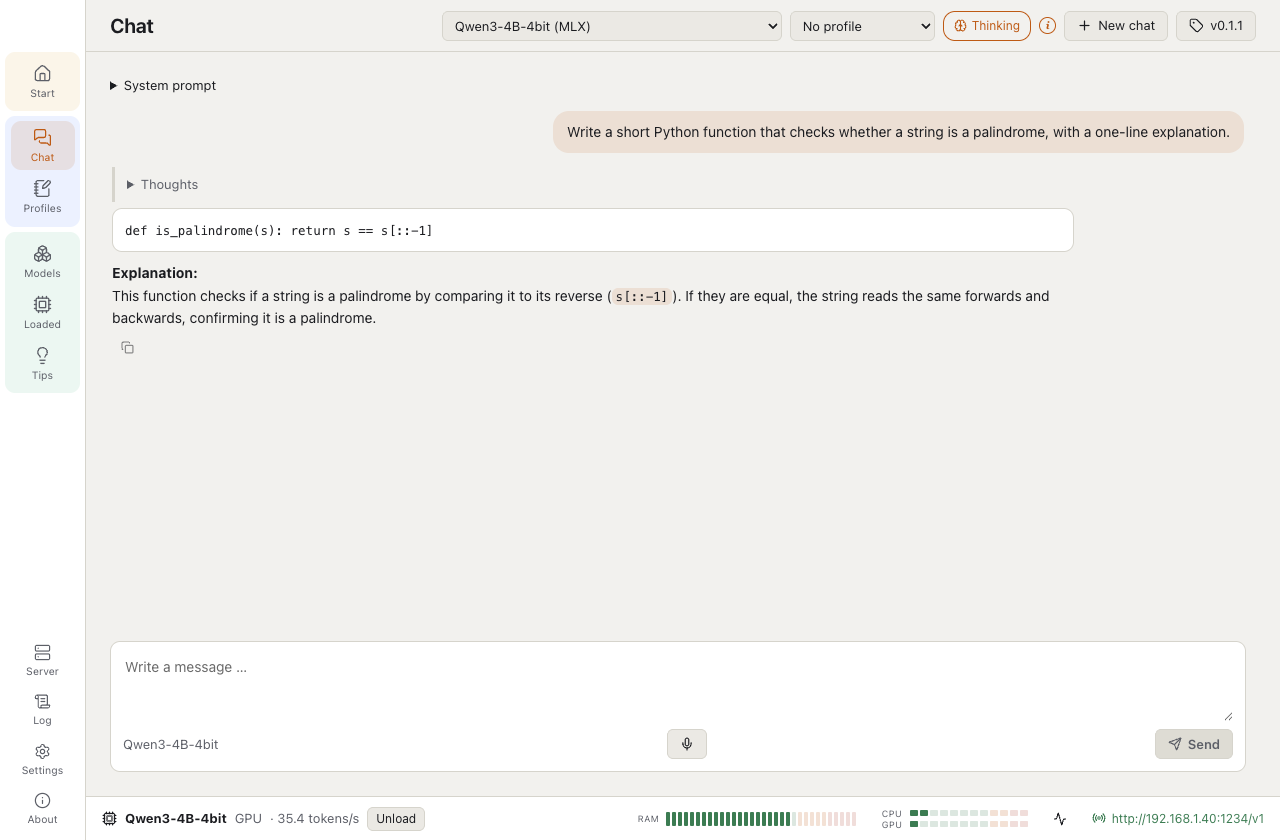 Chat
Qwen3-4B-4bit (MLX)
No profile
Thinking
i
New chat
v0.1.1
Start
Chat
Profiles
Models
Loaded
Tips
Server
Log
Settings
About
System prompt
Write a short Python function that checks whether a string is a palindrome, with a one-line explanation.
Thoughts
def is_palindrome(s): return s == s[::-1]
Explanation:
This function checks if a string is a palindrome by comparing it to its reverse (s[::-1]). If they are equal, the string reads the same forwards and
backwards, confirming it is a palindrome.
Write a message ...
Qwen3-4B-4bit
Send
Qwen3-4B-4bit GPU · 35.4 tokens/s Unload
RAM
CPU
GPU
http://192.168.1.40:1234/v1